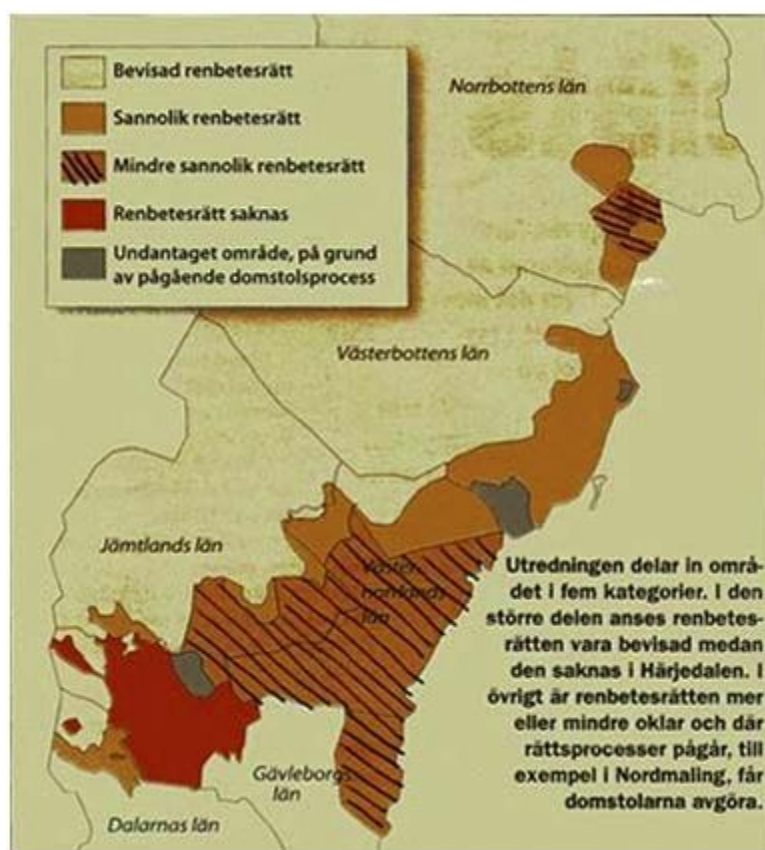 Bevisad renbetesrätt
Sannolik renbetesrätt
Mindre sannolik renbetesrätt
Renbetesrätt saknas
Undantaget område, på grund
av pågående domstolsprocess
Norrbottens län
Västerbottens län
Jämtlands län
Väster-
norrlands
län
Gävleborgs
län
Dalarnas län
Utredningen delar in områ-
det i fem kategorier. I den
större delen anses renbetes-
rätten vara bevisad medan
den saknas i Härjedalen. I
övrigt är renbetesrätten mer
eller mindre oklar och där
rättsprocesser pågår, till
exempel i Nordmaling, får
domstolarna avgöra.